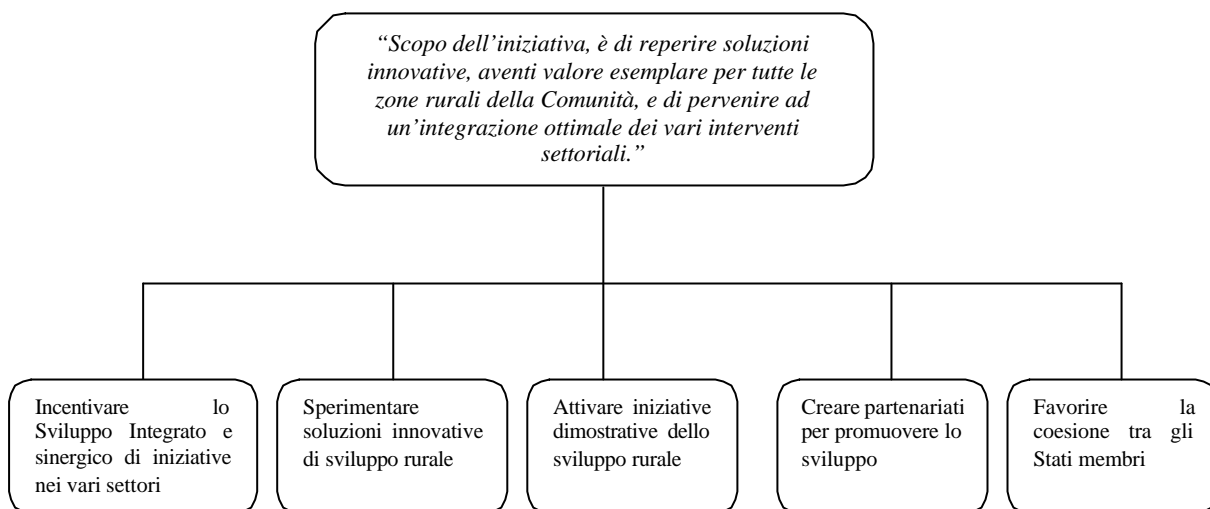 “Scopo dell’iniziativa, è di reperire soluzioni
innovative, aventi valore esemplare per tutte le
zone rurali della Comunità, e di pervenire ad
un’integrazione ottimale dei vari interventi
settoriali.”
Incentivare lo
Sviluppo Integrato e
sinergico di iniziative
nei vari settori
Sperimentare
soluzioni innovative
di sviluppo rurale
Attivare iniziative
dimostrative dello
sviluppo rurale
Creare partenariati
per promuovere lo
sviluppo
Favorire la
coesione tra gli
Stati membri